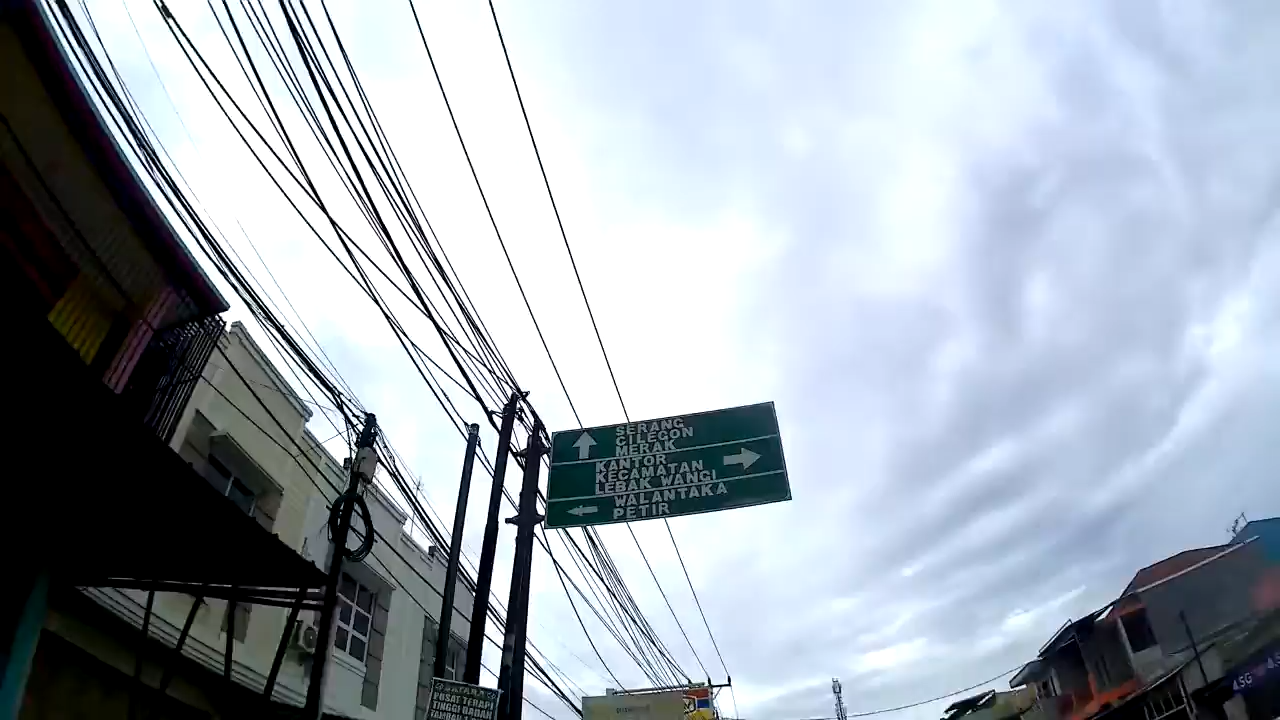 SERANG
CILEGON
MERAK
KANTOR
KECAMATAN
LEBAK WANGI
WALANTAKA
PETIR
PUSAT TERAPI
TINGGI BADAN